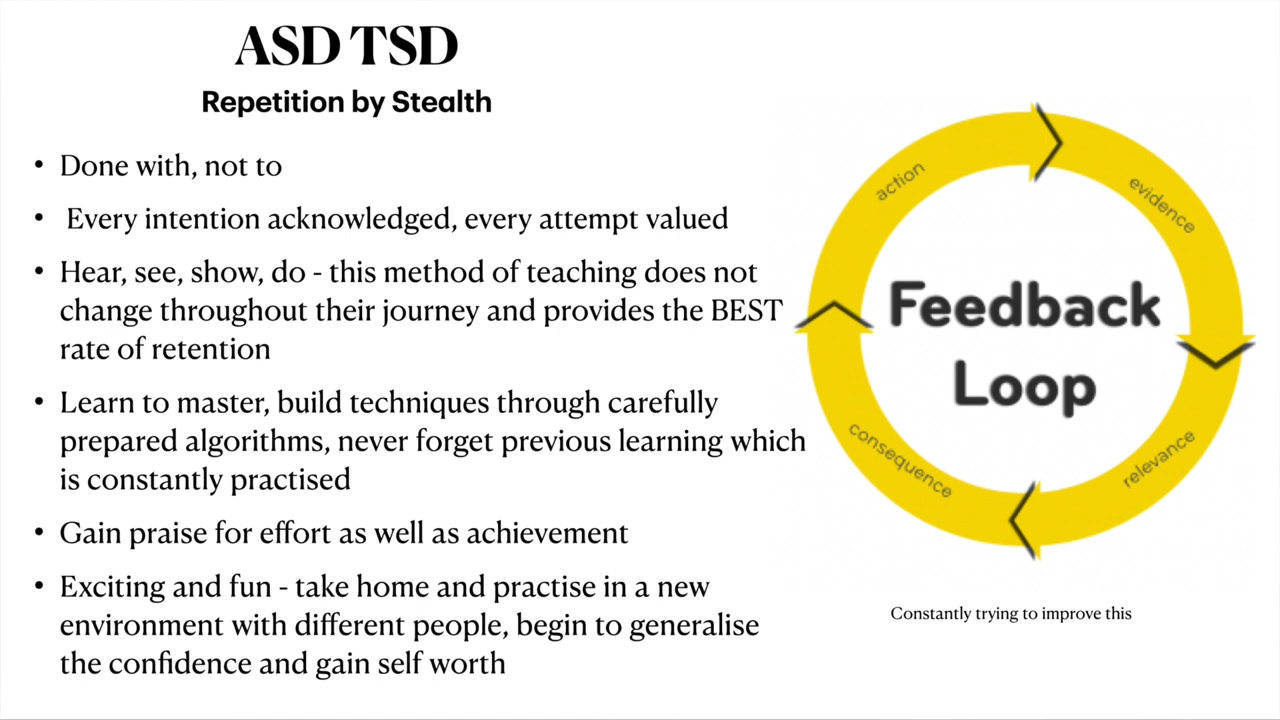 ASD TSD
Repetition by Stealth
• Done with, not to
• Every intention acknowledged, every attempt valued
• Hear, see, show, do - this method of teaching does not
change throughout their journey and provides the BEST
rate of retention
• Learn to master, build techniques through carefully
prepared algorithms, never forget previous learning which
is constantly practised
• Gain praise for effort as well as achievement
• Exciting and fun - take home and practise in a new
environment with different people, begin to generalise
the confidence and gain self worth
action
evidence
Feedback
Loop
consequence
relevance
Constantly trying to improve this